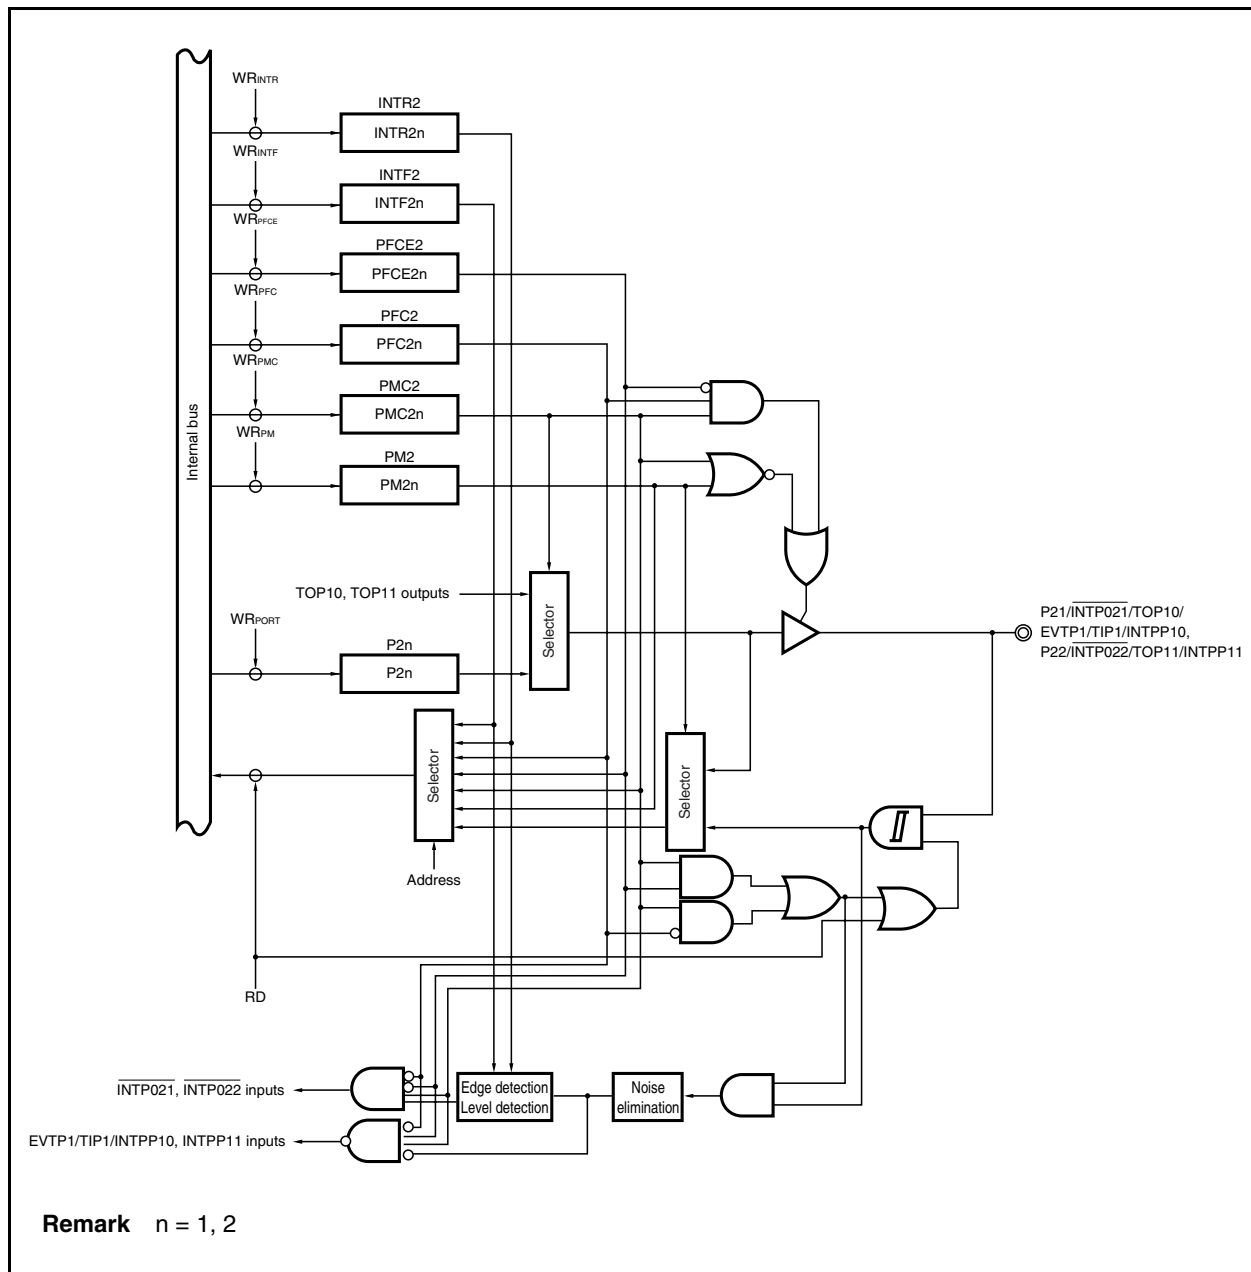 WRINTR
INTR2
INTR2n
WRINTF
INTF2
INTF2n
WRPFCE
PFCE2
PFCE2n
WRPFC
PFC2
PFC2n
WRPMC
PMC2
PMC2n
WRPM
PM2
PM2n
Internal bus
TOP10, TOP11 outputs
Selector
WRPORT
P2n
P2n
P21/INTP021/TOP10/
EVTP1/TIP1/INTPP10,
P22/INTP022/TOP11/INTPP11
Selector
Selector
Address
RD
INTP021, INTP022 inputs
Edge detection
Level detection
Noise
elimination
EVTP1/TIP1/INTPP10, INTPP11 inputs
Remark n = 1, 2